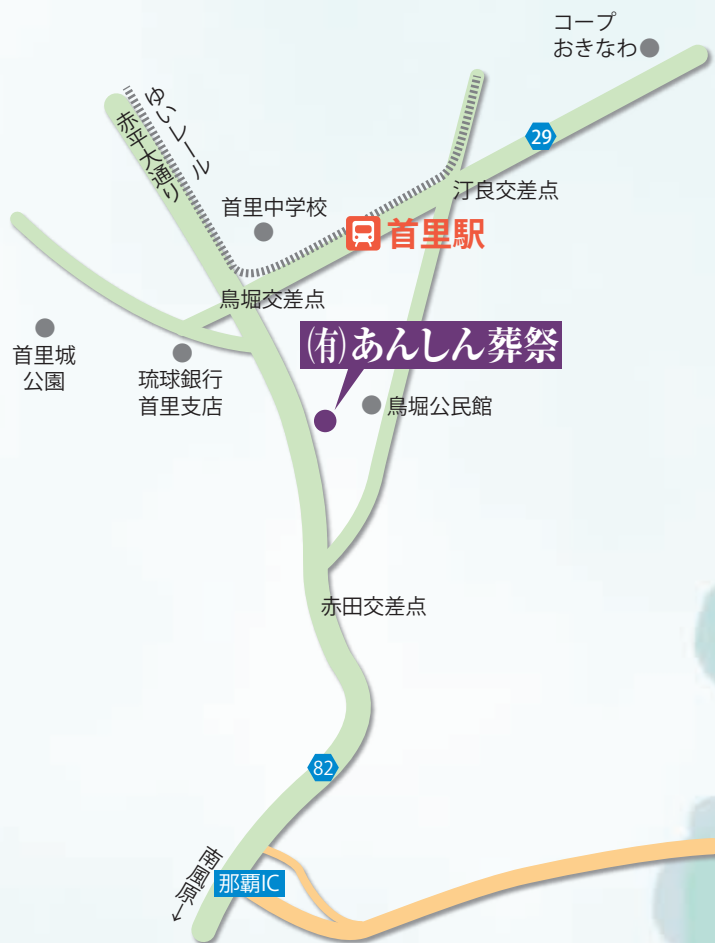 コープ
おきなわ
ゆいレール
赤平大通り
29
汀良交差点
首里中学校
首里駅
鳥堀交差点
(有)あんしん葬祭
首里城
公園
琉球銀行
首里支店
鳥堀公民館
赤田交差点
82
南風原→
那覇IC